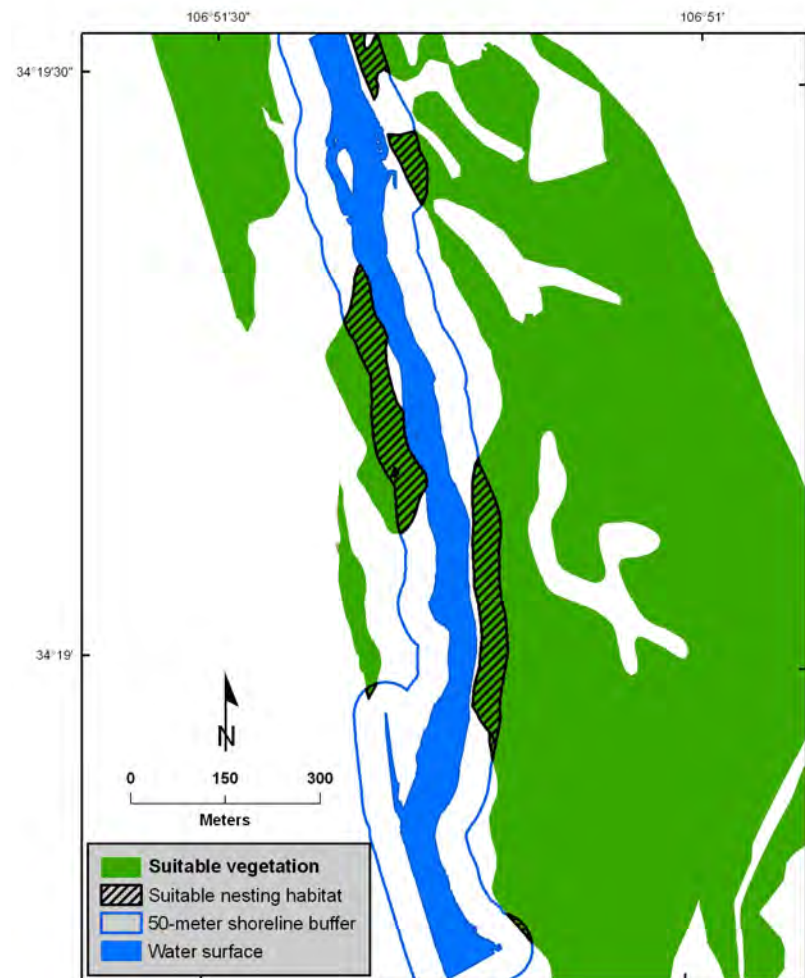 106°51'30"
106°51'
34°19'30"
34°19'
N
0 150 300
Meters
Suitable vegetation
Suitable nesting habitat
50-meter shoreline buffer
Water surface